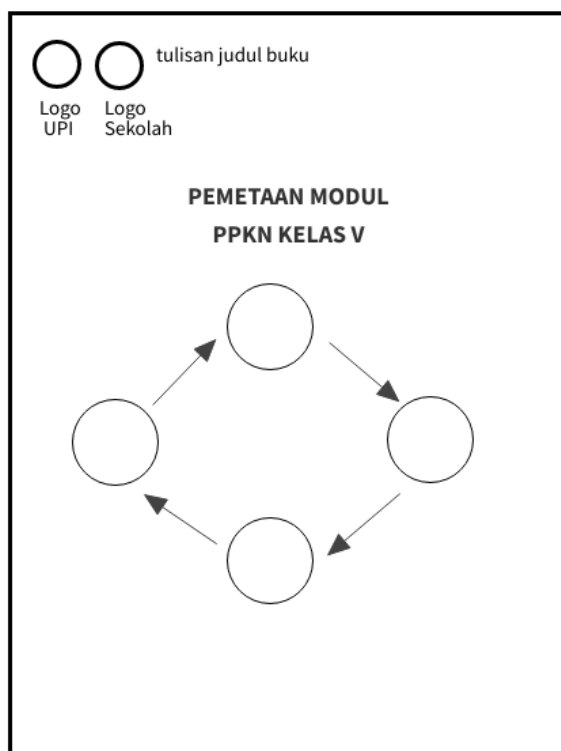 tulisan judul buku
Logo
UPI
Logo
Sekolah
PEMETAAN MODUL
PPKN KELAS V